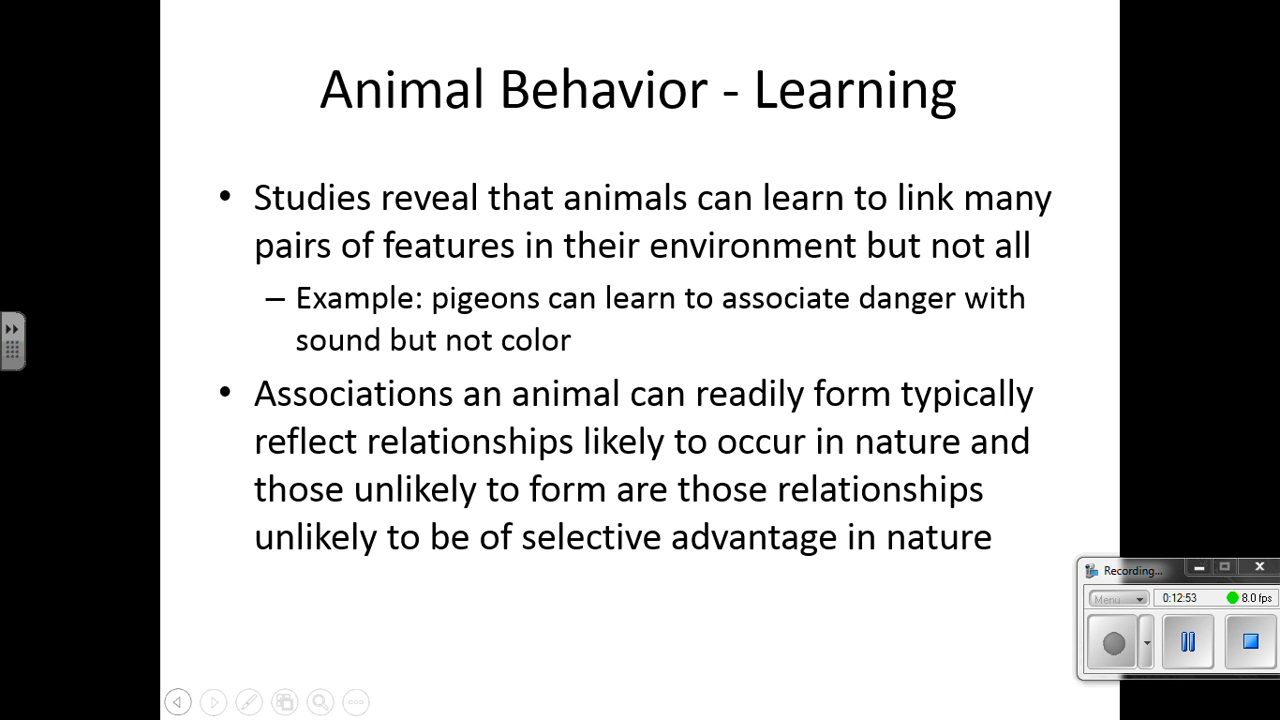 Animal Behavior - Learning
• Studies reveal that animals can learn to link many
pairs of features in their environment but not all
– Example: pigeons can learn to associate danger with
sound but not color
• Associations an animal can readily form typically
reflect relationships likely to occur in nature and
those unlikely to form are those relationships
unlikely to be of selective advantage in nature
Recording...
Menu 0:12:53 8.0 fps